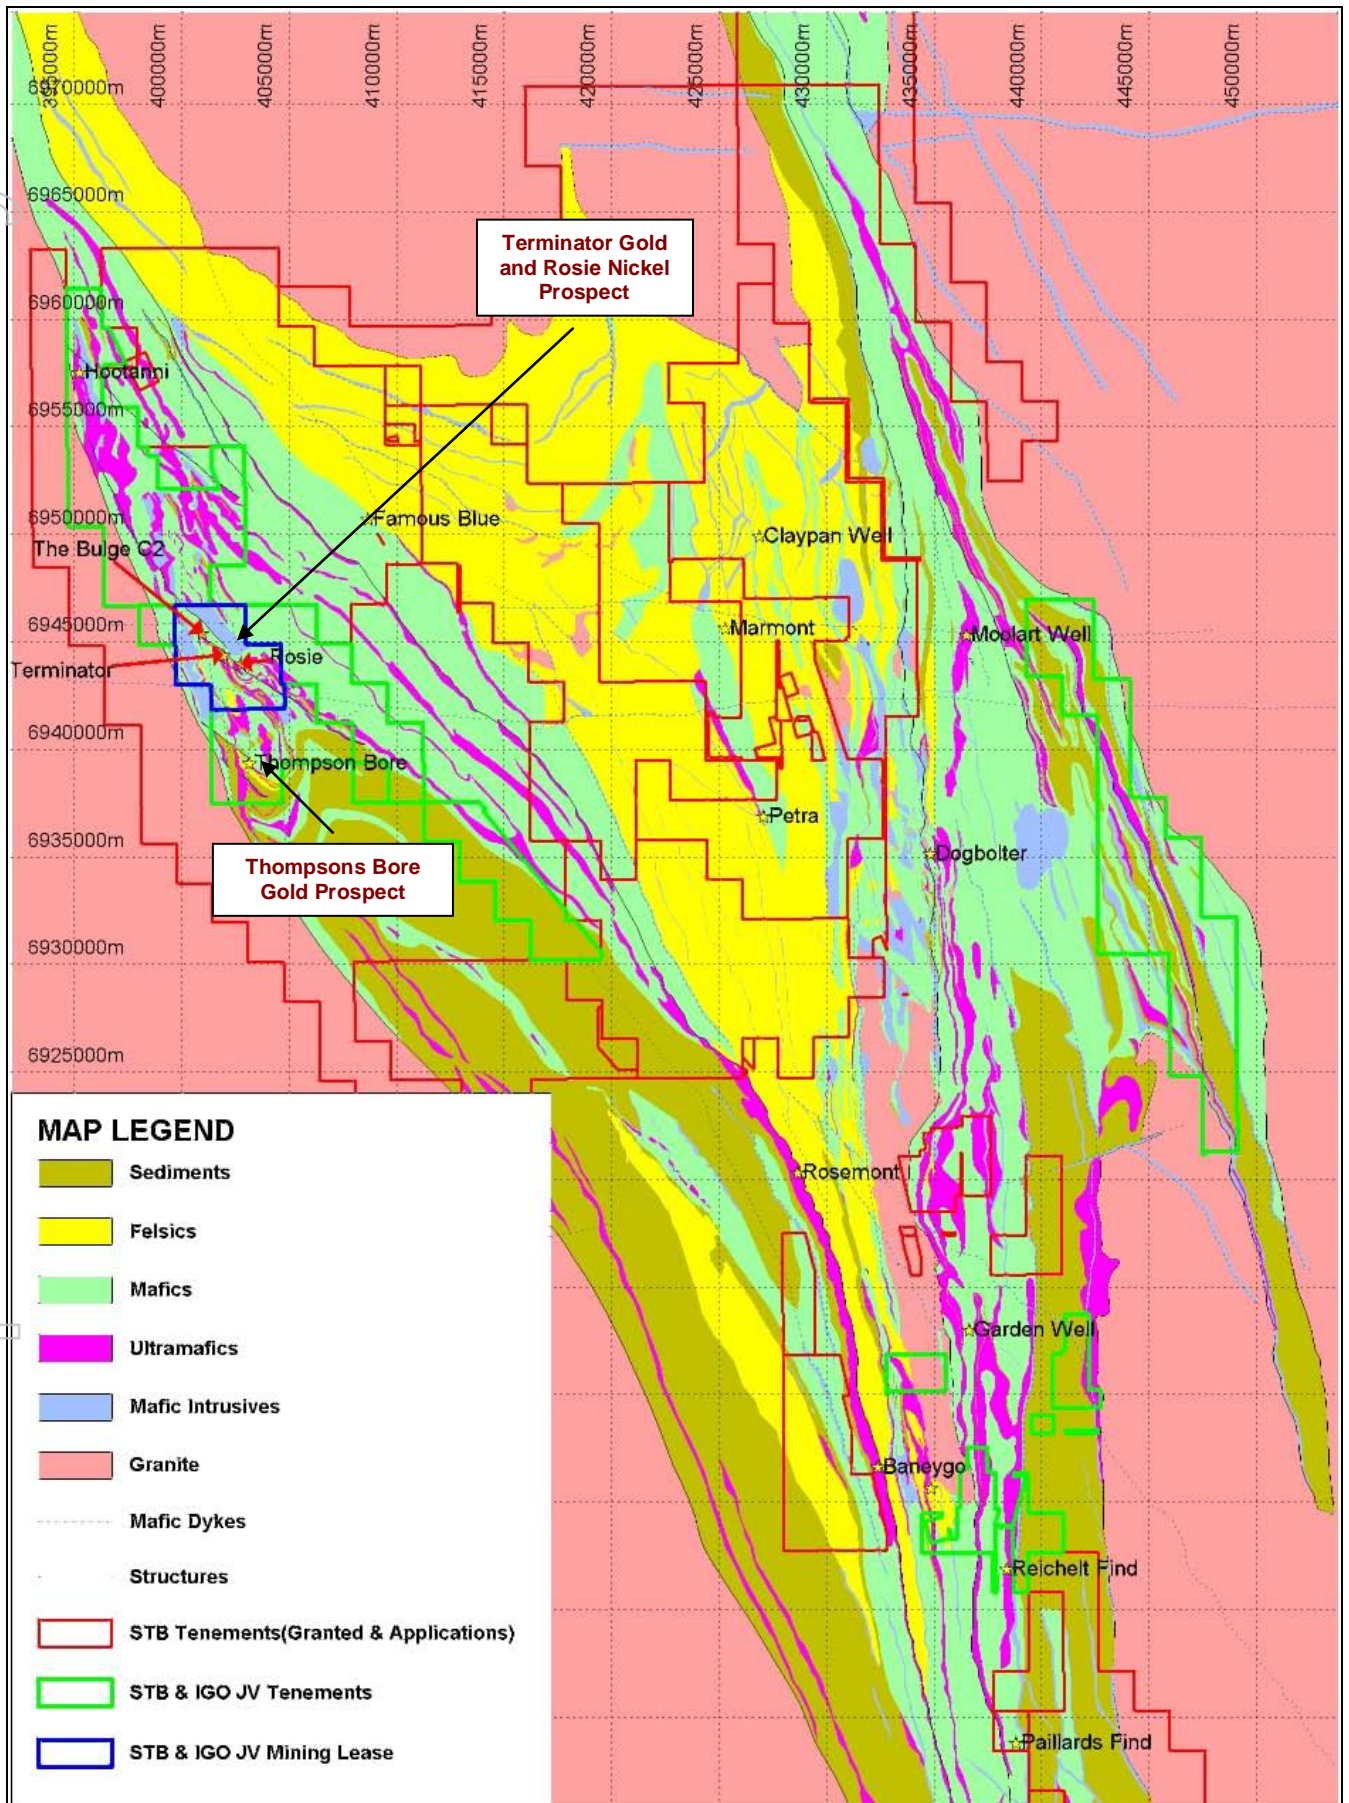 395000m
400000m
405000m
410000m
415000m
420000m
425000m
430000m
435000m
440000m
445000m
450000m
6970000m
6965000m
Terminator Gold
and Rosie Nickel
Prospect
6960000m
Hootanni
6955000m
6950000m
Famous Blue
Claypan Well
The Bulge C2
6945000m
Marmont
Moolart Well
Rosie
Terminator
6940000m
Thompson Bore
Petra
6935000m
Dogbolter
Thompsons Bore
Gold Prospect
6930000m
6925000m
MAP LEGEND
Sediments
Rosemont
Felsics
Mafics
Garden Well
Ultramafics
Mafic Intrusives
Granite
Baneygo
Mafic Dykes
Structures
Reichelt Find
STB Tenements(Granted & Applications)
STB & IGO JV Tenements
Paillards Find
STB & IGO JV Mining Lease